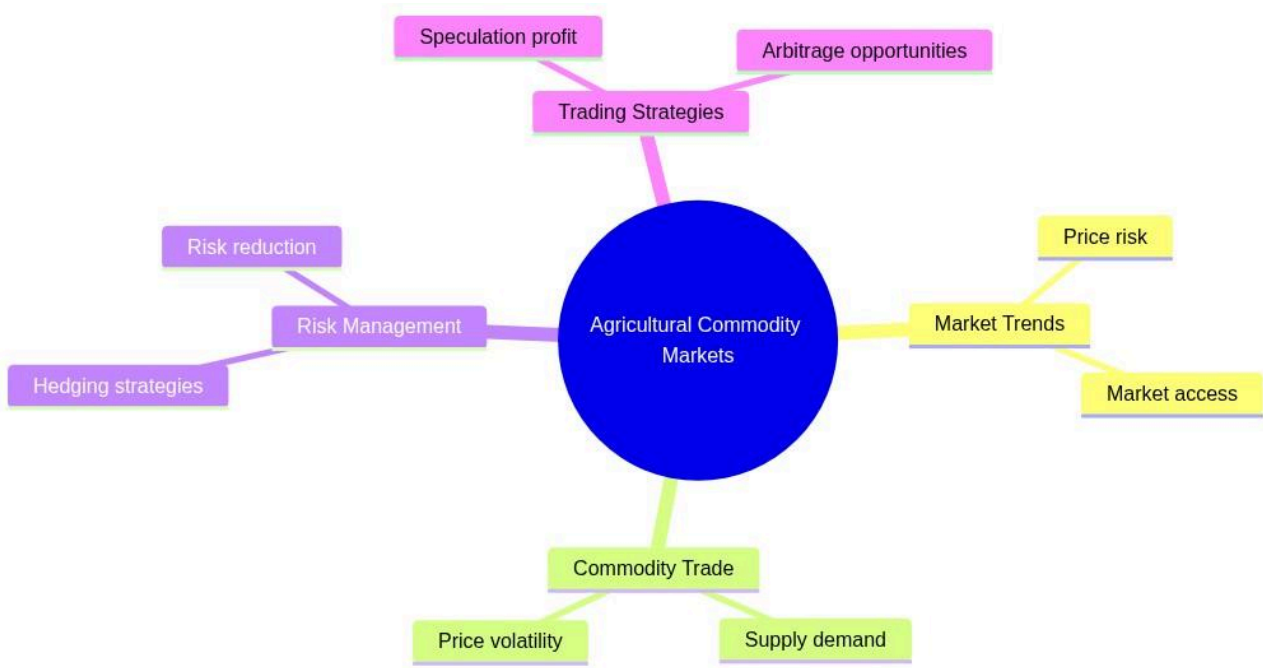 Speculation profit
Arbitrage opportunities
Trading Strategies
Risk reduction
Price risk
Risk Management
Agricultural Commodity
Markets
Market Trends
Hedging strategies
Market access
Commodity Trade
Price volatility
Supply demand